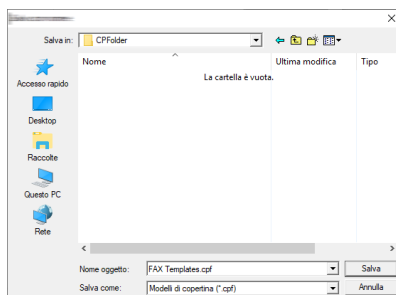 Salva in: CPFolder
Nome Ultima modifica Tipo
La cartella è vuota.
Accesso rapido
Desktop
Raccolte
Questo PC
Rete
Nome oggetto: FAX Templates.cpf Salva
Salva come: Modelli di copertina (*.cpf) Annulla